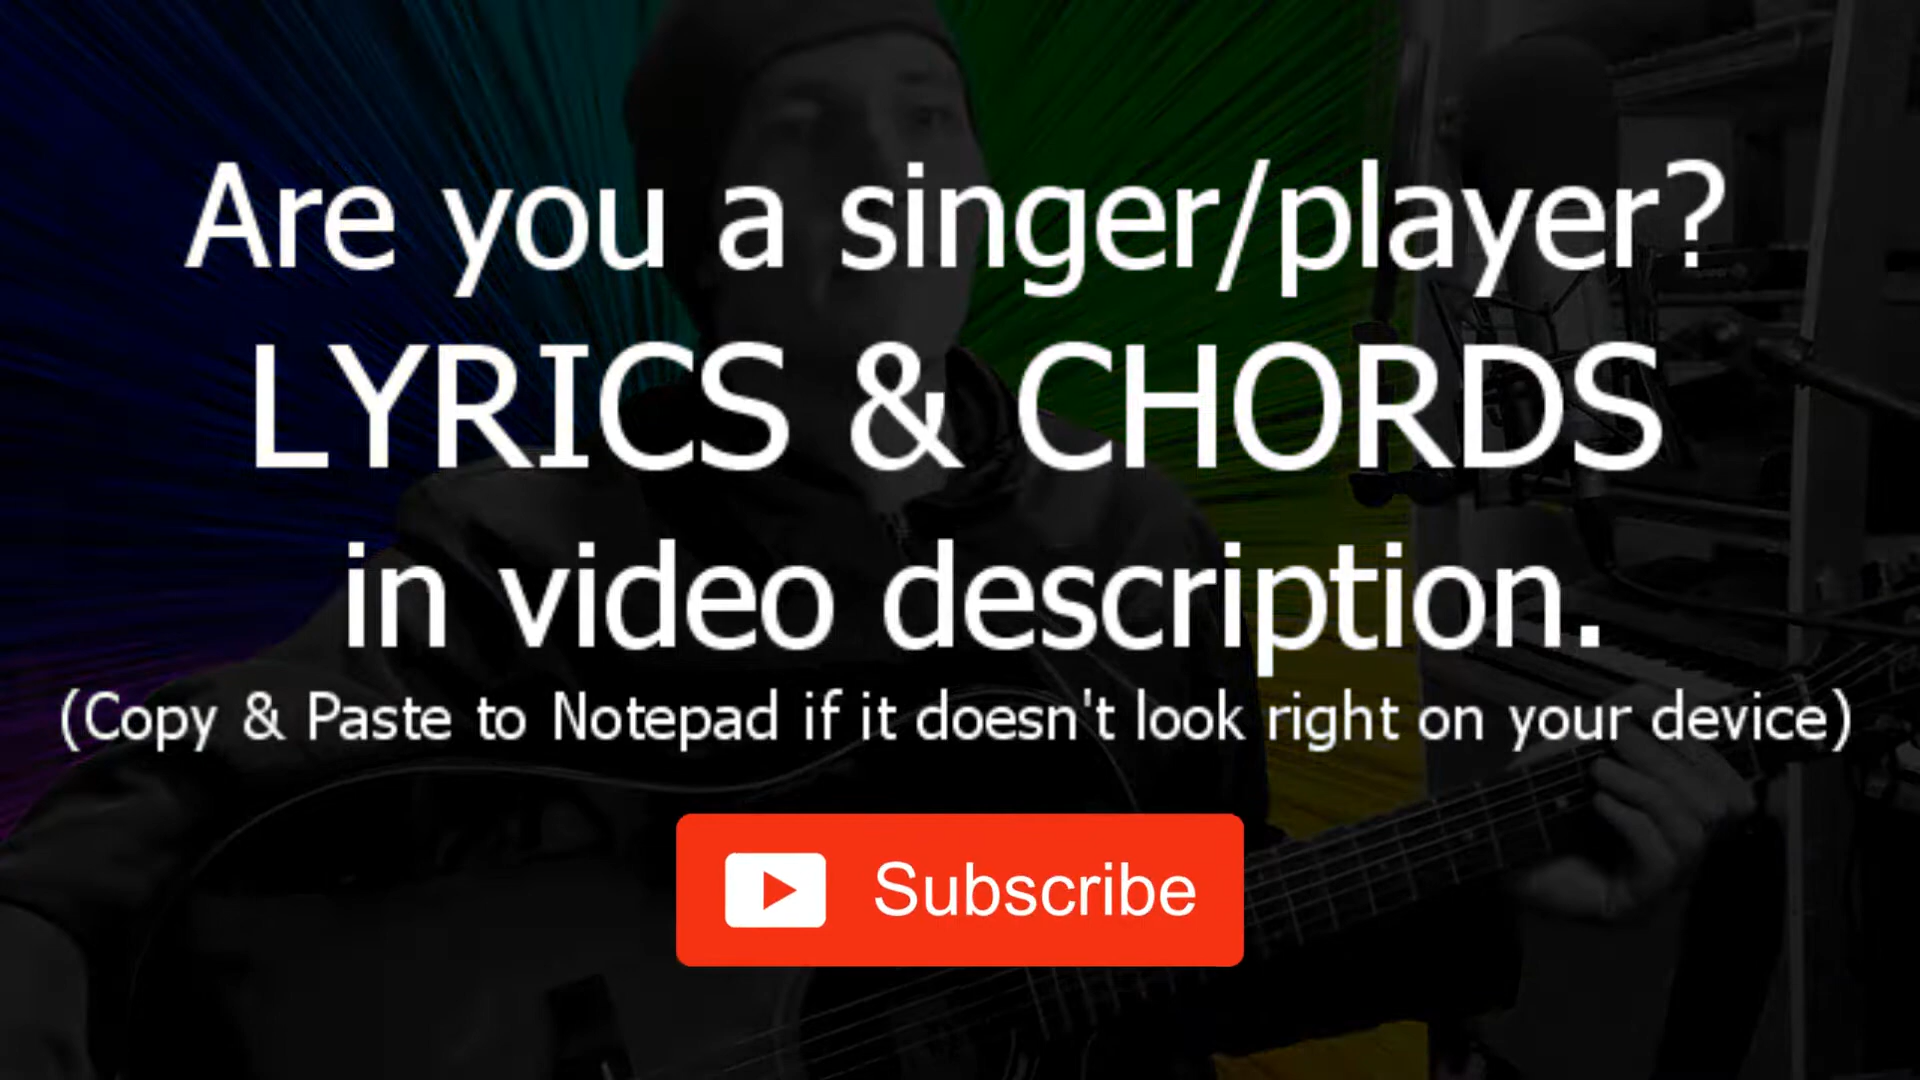 Are you a singer/player?
LYRICS & CHORDS
in video description.
(Copy & Paste to Notepad if it doesn't look right on your device)
Subscribe